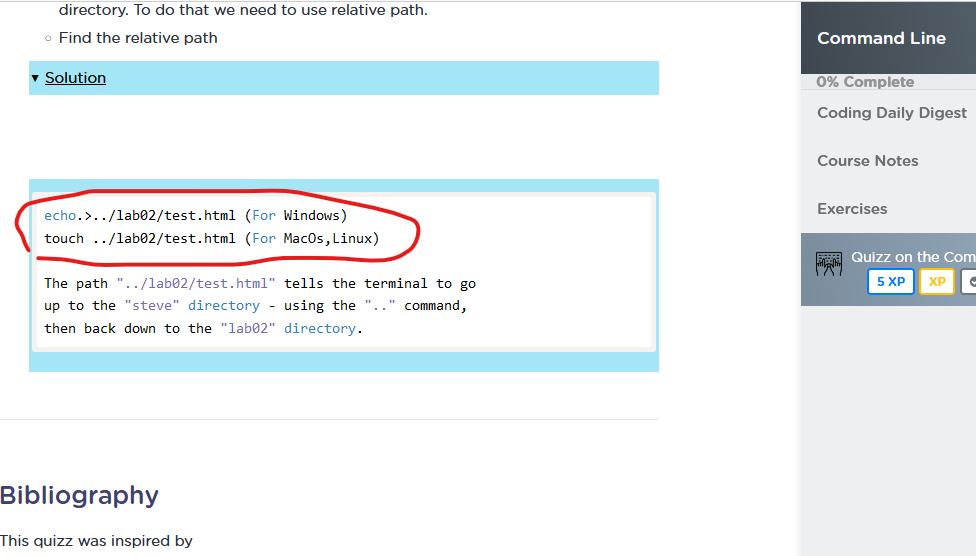 directory. To do that we need to use relative path.
Find the relative path
Solution
echo.>../lab02/test.html (For Windows)
touch ../lab02/test.html (For MacOs,Linux)
The path "../lab02/test.html" tells the terminal to go
up to the "steve" directory - using the ".." command,
then back down to the "lab02" directory.
Bibliography
This quizz was inspired by
Command Line
0% Complete
Coding Daily Digest
Course Notes
Exercises
Quizz on the Com
5 XP
XP